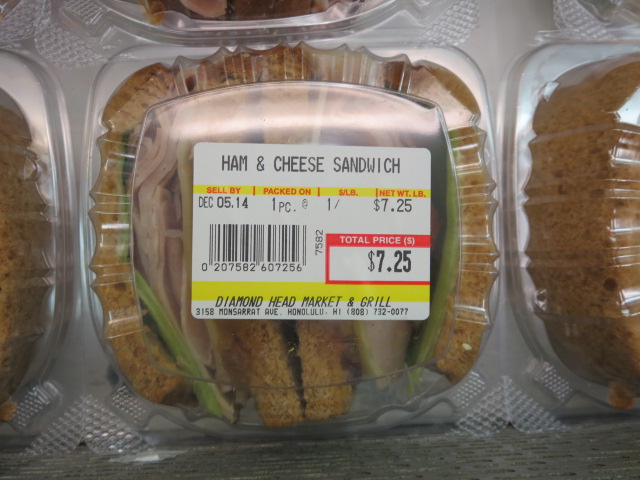 HAM & CHEESE SANDWICH
SELL BY PACKED ON $/LB. NET WT. LB.
DEC 05.14 1PC. @ 1/ $7.25
7582
TOTAL PRICE ($)
$7.25
0 207582 607256
DIAMOND HEAD MARKET & GRILL
3158 MONSARRAT AVE. HONOLULU, HI (808) 732-0077